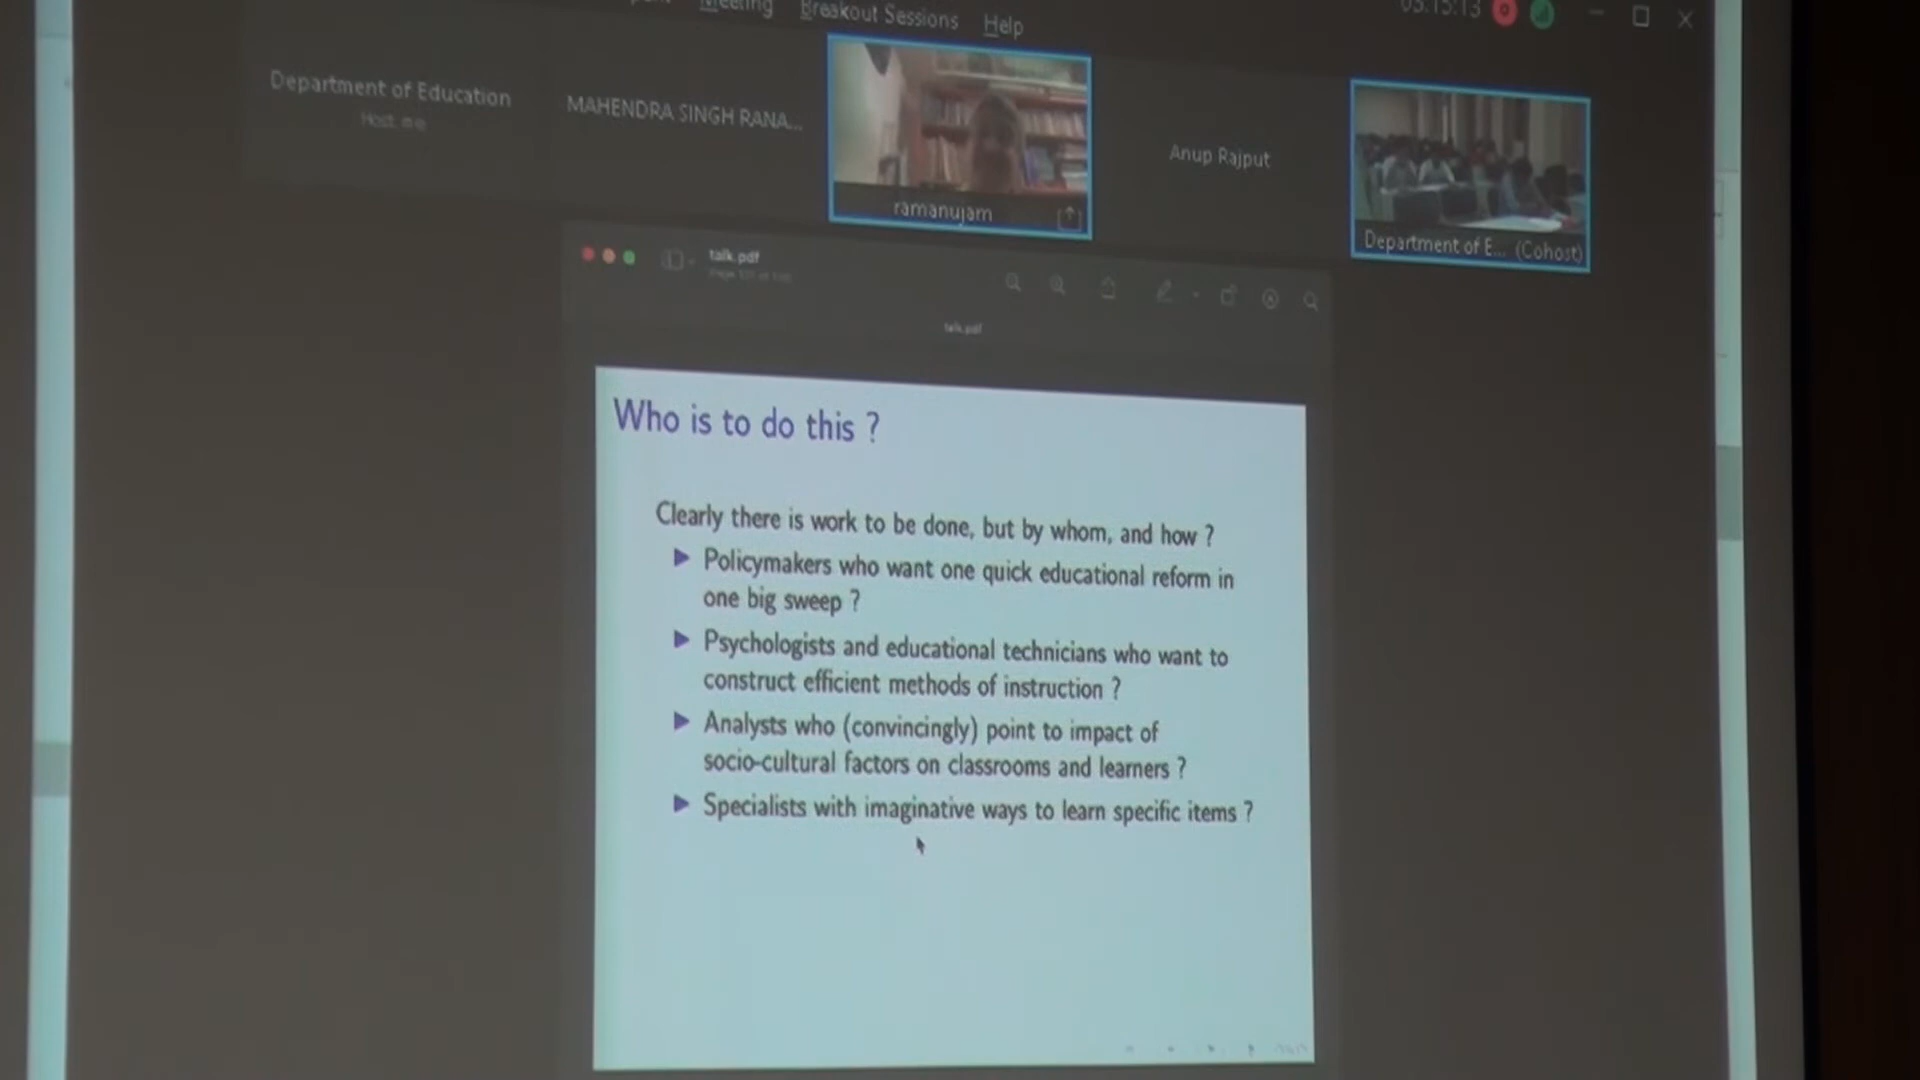 Meeting Breakout Sessions Help
Department of Education
Host, me
MAHENDRA SINGH RANA...
ramanujam
Anup Rajput
Department of E... (Cohost)
talk.pdf
talk.pdf
Who is to do this ?
Clearly there is work to be done, but by whom, and how ?
Policymakers who want one quick educational reform in
one big sweep ?
Psychologists and educational technicians who want to
construct efficient methods of instruction ?
Analysts who (convincingly) point to impact of
socio-cultural factors on classrooms and learners ?
Specialists with imaginative ways to learn specific items ?